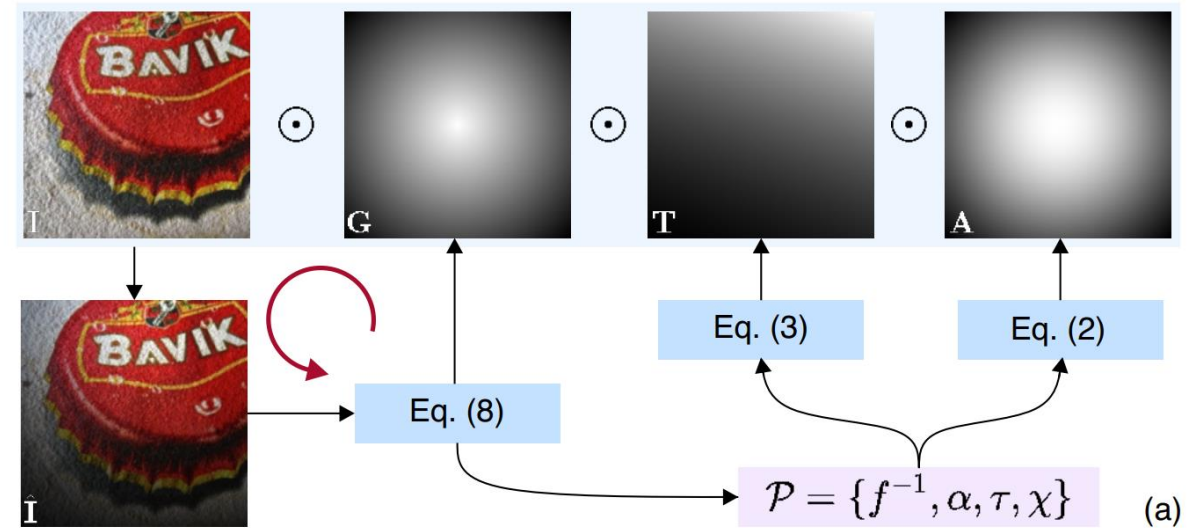 BAVIK
I
⊙
G
⊙
T
⊙
A
Eq. (3)
Eq. (2)
BAVIK
Î
Eq. (8)
𝒫 = {f⁻¹, α, τ, χ}
(a)